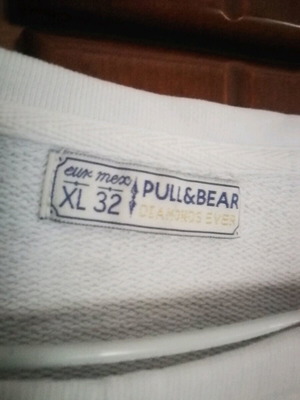 eur mex PULL&BEAR
XL 32 DIAMONDS EVER